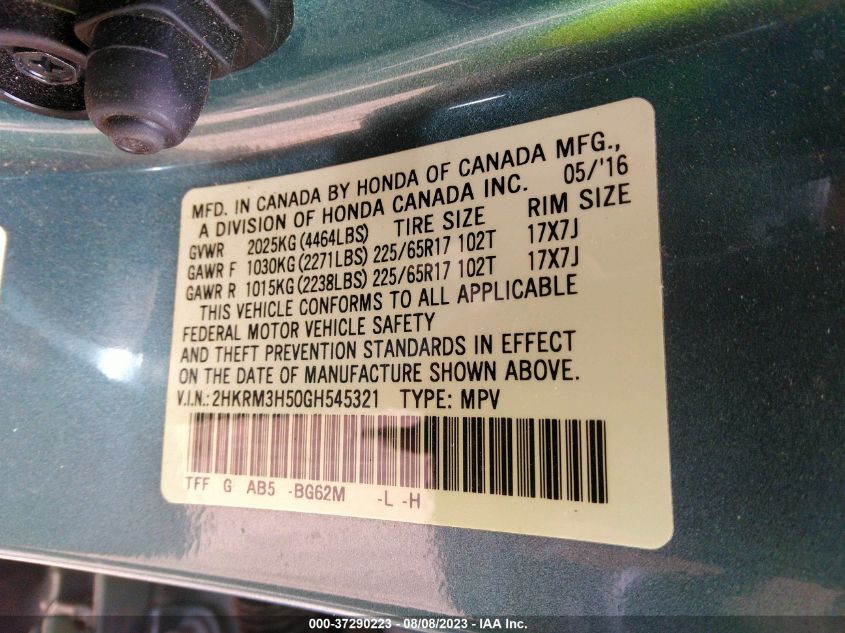 MFD. IN CANADA BY HONDA OF CANADA MFG.,
A DIVISION OF HONDA CANADA INC. 05/'16
GVWR 2025KG(4464LBS) TIRE SIZE RIM SIZE
GAWR F 1030KG(2271LBS) 225/65R17 102T 17X7J
GAWR R 1015KG(2238LBS) 225/65R17 102T 17X7J
THIS VEHICLE CONFORMS TO ALL APPLICABLE
FEDERAL MOTOR VEHICLE SAFETY
AND THEFT PREVENTION STANDARDS IN EFFECT
ON THE DATE OF MANUFACTURE SHOWN ABOVE.
V.I.N.: 2HKRM3H50GH545321 TYPE: MPV
TFF G AB5 -BG62M -L -H
000-37290223 - 08/08/2023 - IAA Inc.